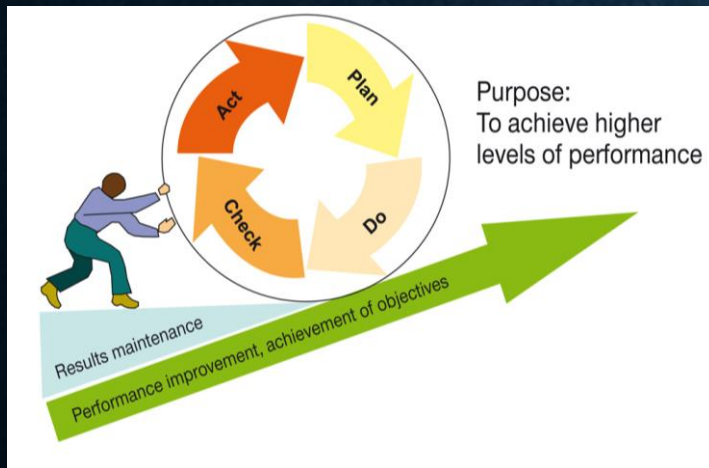 Act
Plan
Check
Do
Purpose:
To achieve higher
levels of performance
Results maintenance
Performance improvement, achievement of objectives